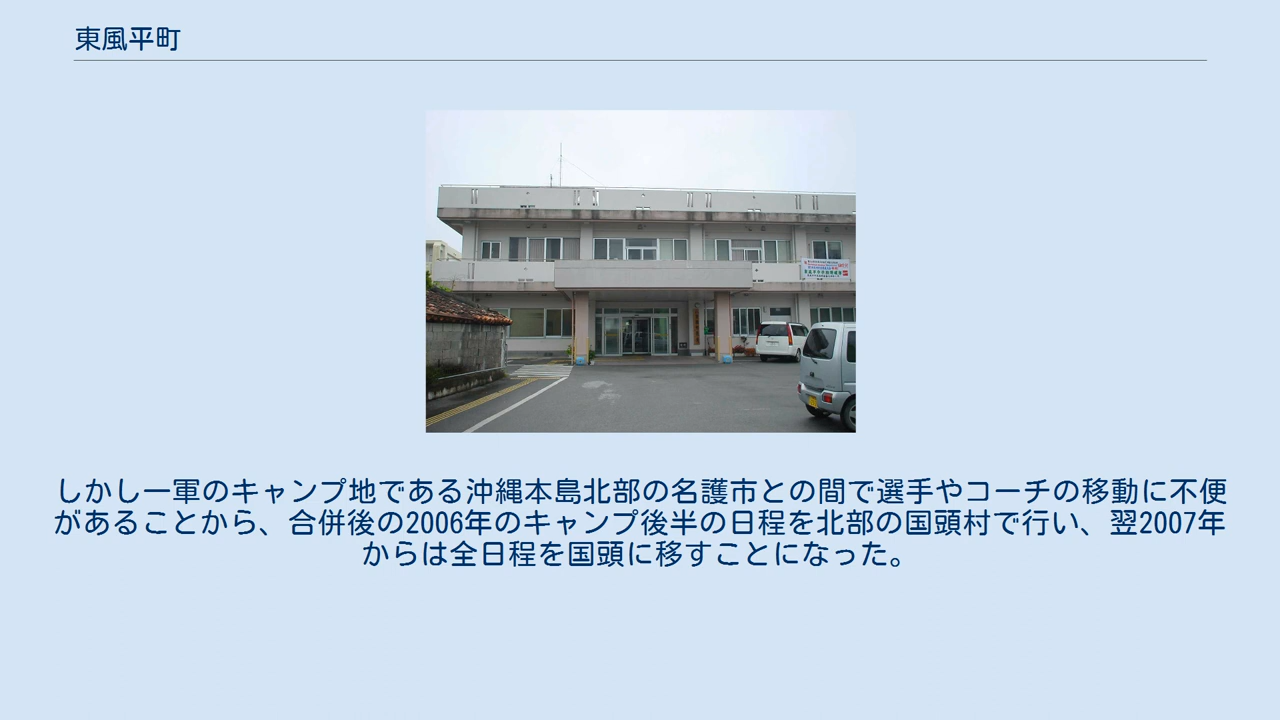 東風平町
しかし一軍のキャンプ地である沖縄本島北部の名護市との間で選手やコーチの移動に不便
があることから、合併後の2006年のキャンプ後半の日程を北部の国頭村で行い、翌2007年
からは全日程を国頭に移すことになった。